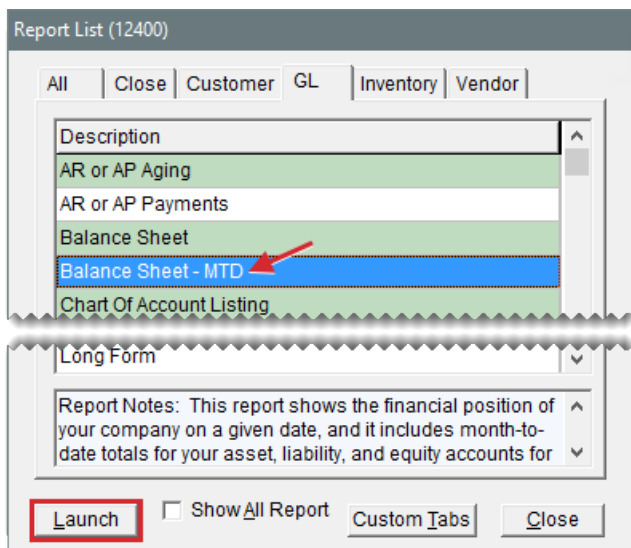 Report List (12400)
All Close Customer GL Inventory Vendor
Description
AR or AP Aging
AR or AP Payments
Balance Sheet
Balance Sheet - MTD
Chart Of Account Listing
Long Form
Report Notes: This report shows the financial position of
your company on a given date, and it includes month-to-
date totals for your asset, liability, and equity accounts for
Launch Show All Report Custom Tabs Close